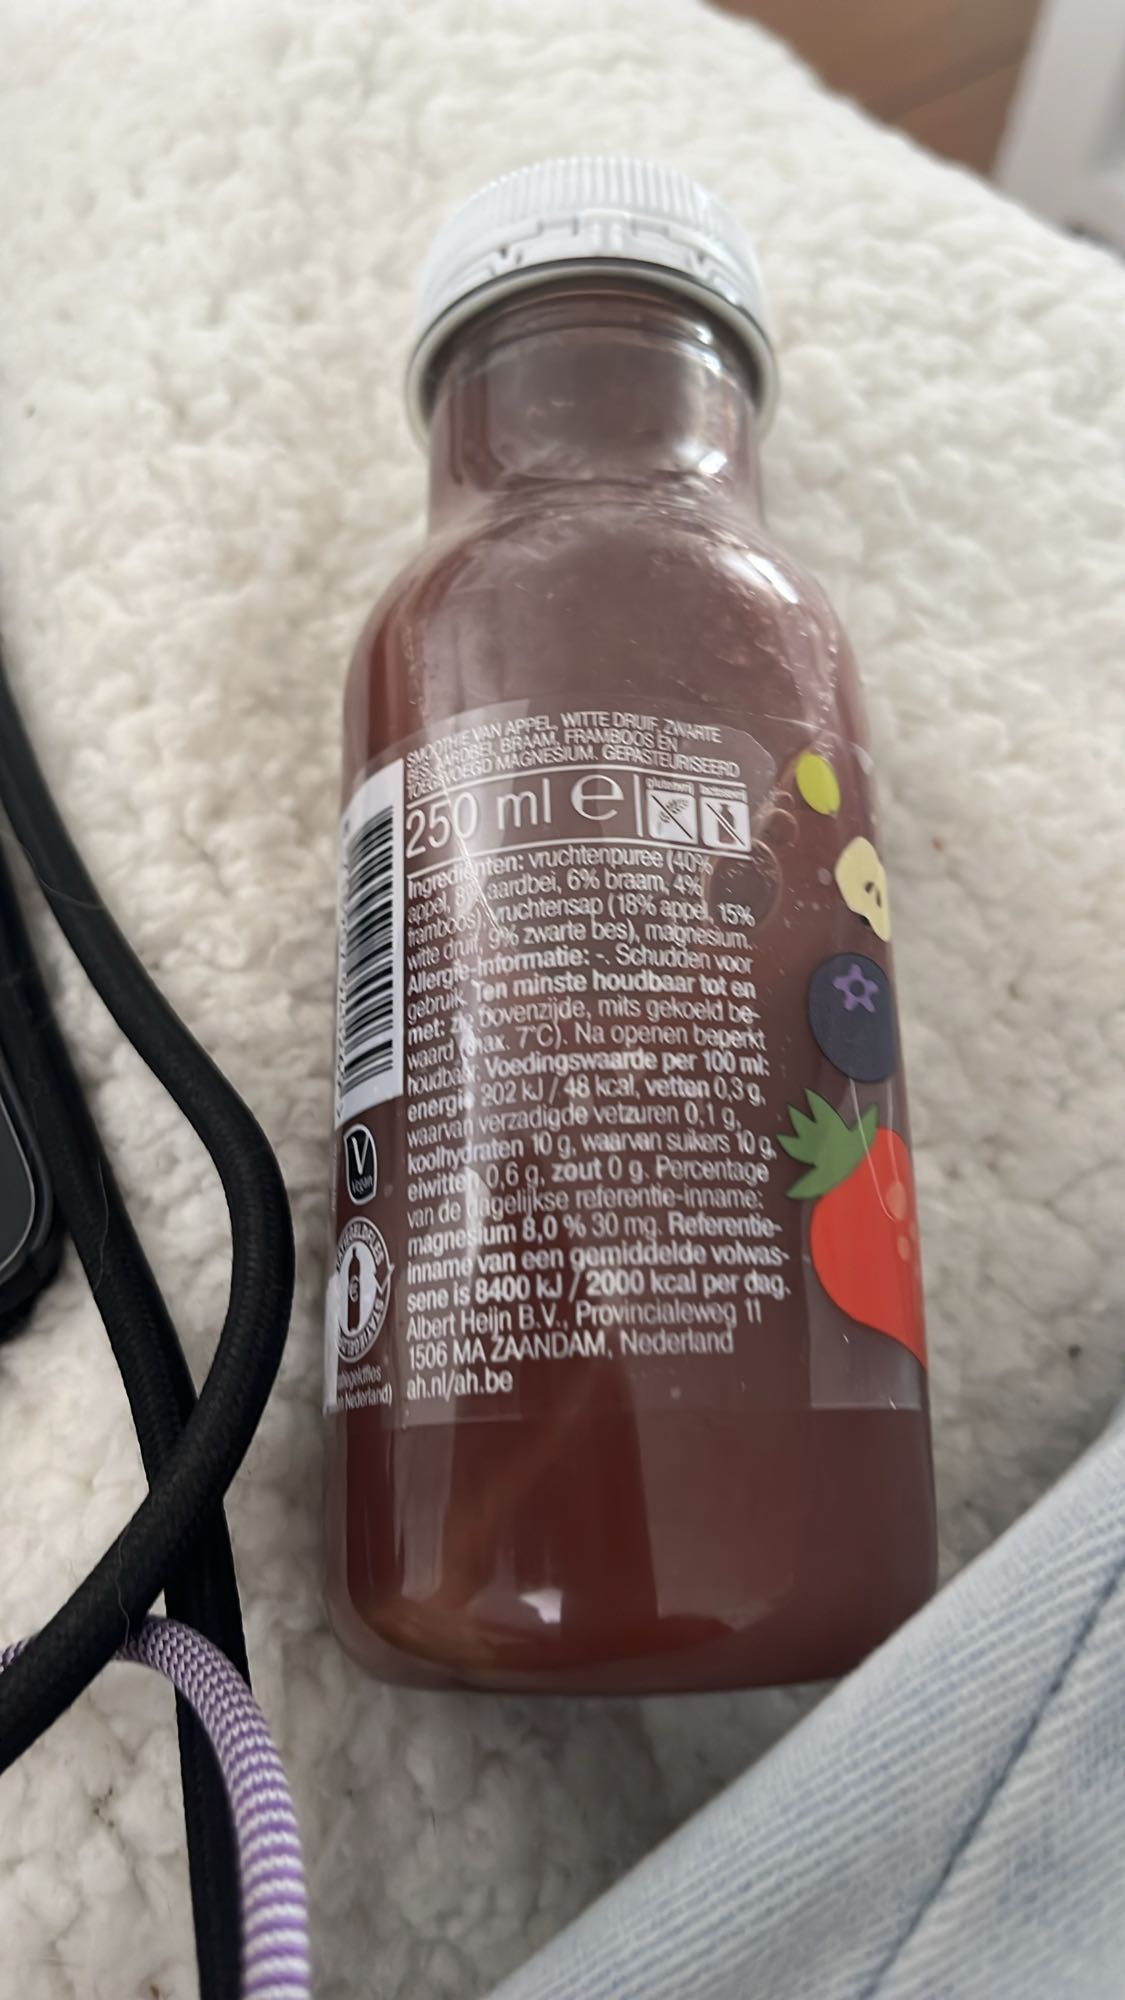 SMOOTHIE VAN APPEL, WITTE DRUIF, ZWARTE
BES, AARDBEI, BRAAM, FRAMBOOS EN
TOEGEVOEGD MAGNESIUM. GEPASTEURISEERD
250 ml e
glutenvrij lactosevrij
Ingrediënten: vruchtenpuree (40%
appel, 8% aardbei, 6% braam, 4%
framboos), vruchtensap (18% appel, 15%
witte druif, 9% zwarte bes), magnesium.
Allergie-informatie: -. Schudden voor
gebruik. Ten minste houdbaar tot en
met: zie bovenzijde, mits gekoeld be-
waard (max. 7°C). Na openen beperkt
houdbaar. Voedingswaarde per 100 ml:
energie 202 kJ / 48 kcal, vetten 0,3 g,
waarvan verzadigde vetzuren 0,1 g,
koolhydraten 10 g, waarvan suikers 10 g,
eiwitten 0,6 g, zout 0 g. Percentage
van de dagelijkse referentie-inname:
magnesium 8,0 % 30 mg. Referentie-
inname van een gemiddelde volwas-
sene is 8400 kJ / 2000 kcal per dag.
Albert Heijn B.V., Provincialeweg 11
1506 MA ZAANDAM, Nederland
ah.nl/ah.be
V
vegan
STATIEGELDFLES
Nederland)